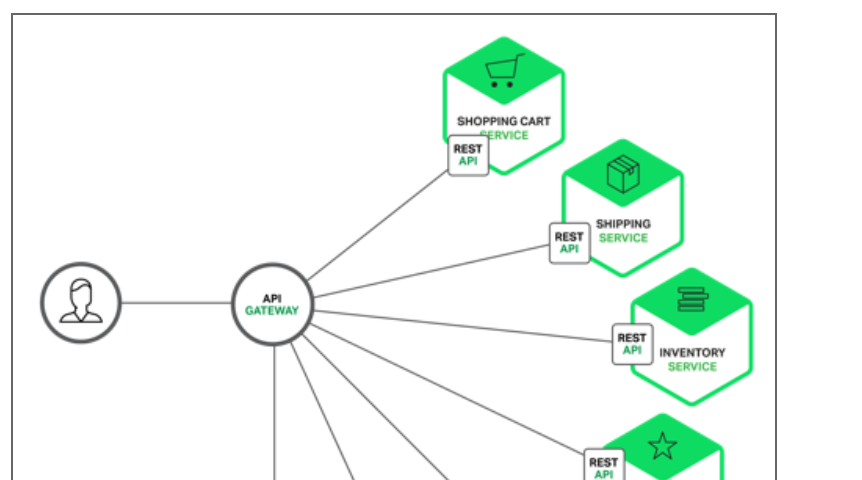 SHOPPING CART
SERVICE
REST
API
SHIPPING
SERVICE
REST
API
API
GATEWAY
REST
API
INVENTORY
SERVICE
REST
API